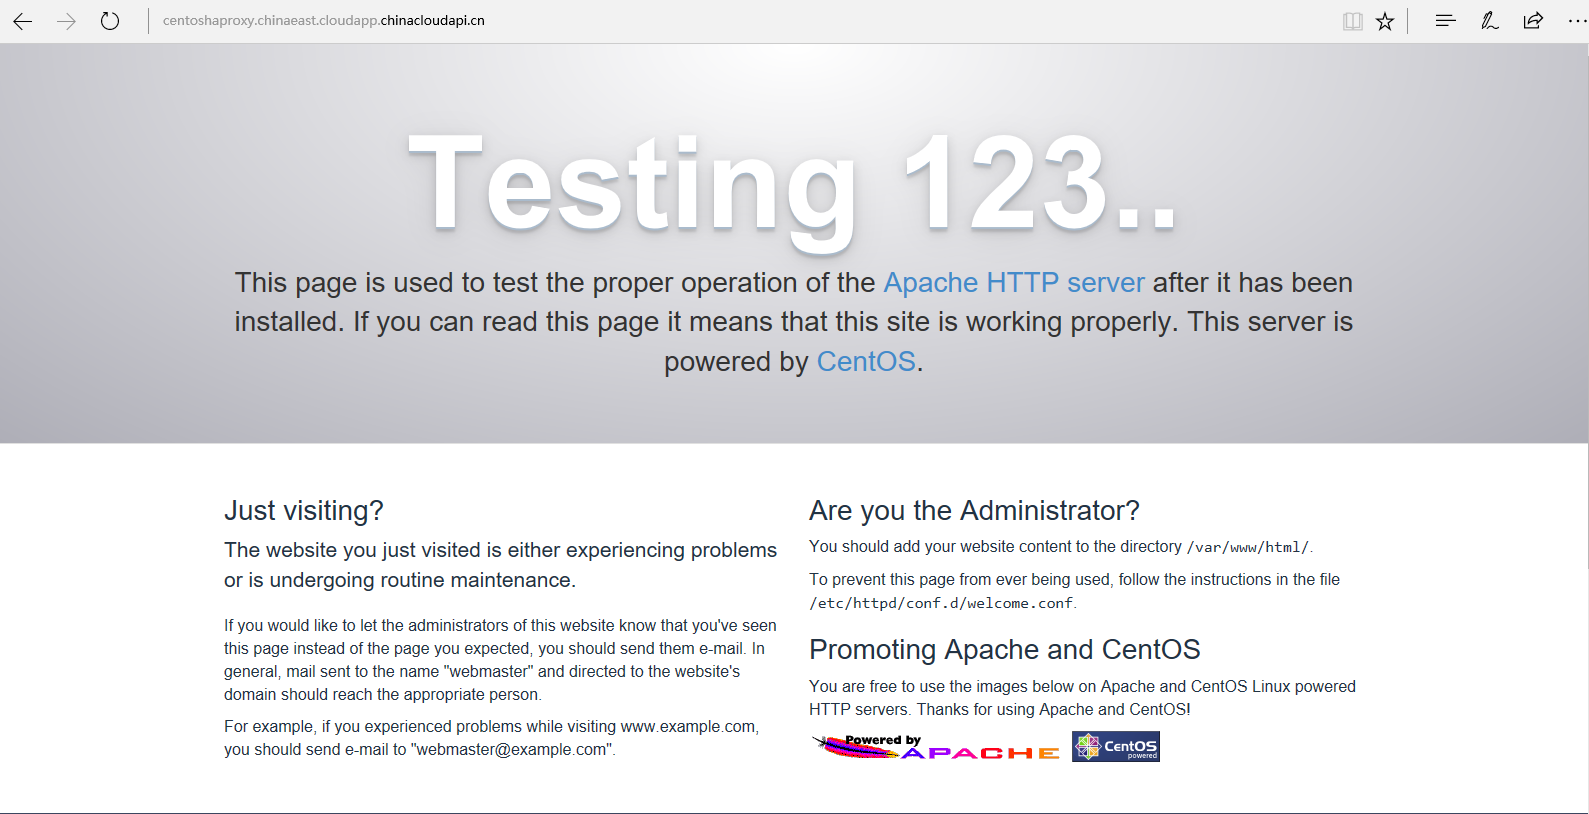 centoshaproxy.chinaeast.cloudapp.chinacloudapi.cn
Testing 123..
This page is used to test the proper operation of the Apache HTTP server after it has been
installed. If you can read this page it means that this site is working properly. This server is
powered by CentOS.
Just visiting?
The website you just visited is either experiencing problems
or is undergoing routine maintenance.
If you would like to let the administrators of this website know that you've seen
this page instead of the page you expected, you should send them e-mail. In
general, mail sent to the name "webmaster" and directed to the website's
domain should reach the appropriate person.
For example, if you experienced problems while visiting www.example.com,
you should send e-mail to "webmaster@example.com".
Are you the Administrator?
You should add your website content to the directory /var/www/html/.
To prevent this page from ever being used, follow the instructions in the file
/etc/httpd/conf.d/welcome.conf.
Promoting Apache and CentOS
You are free to use the images below on Apache and CentOS Linux powered
HTTP servers. Thanks for using Apache and CentOS!
Powered by
APACHE
CentOS
powered